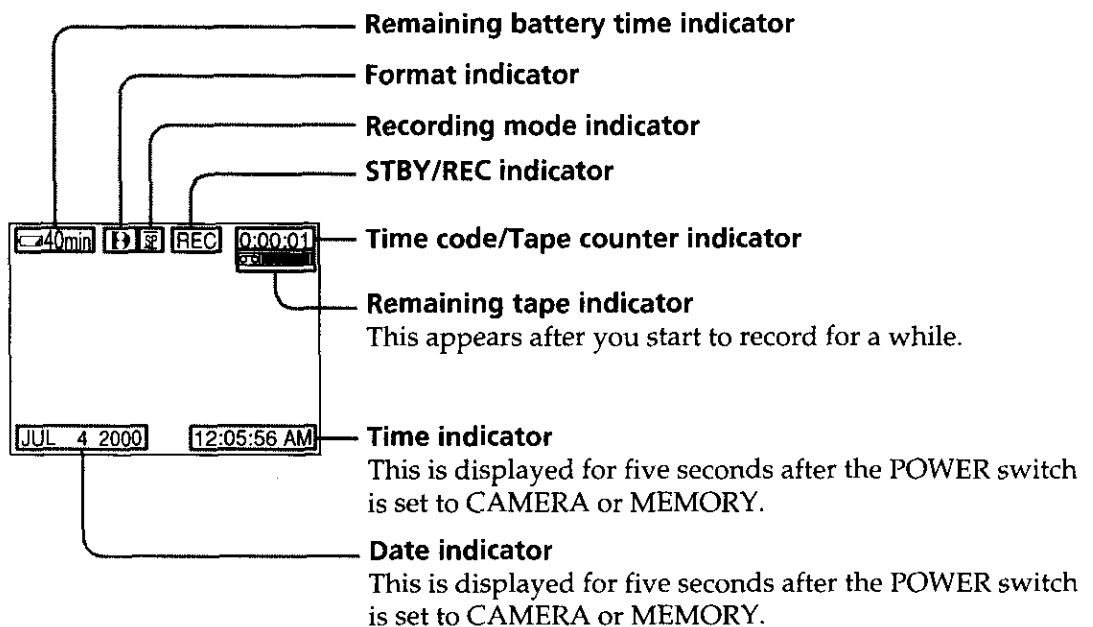 Remaining battery time indicator
Format indicator
Recording mode indicator
STBY/REC indicator
40min SP REC 0:00:01
Time code/Tape counter indicator
Remaining tape indicator
This appears after you start to record for a while.
JUL 4 2000 12:05:56 AM
Time indicator
This is displayed for five seconds after the POWER switch
is set to CAMERA or MEMORY.
Date indicator
This is displayed for five seconds after the POWER switch
is set to CAMERA or MEMORY.